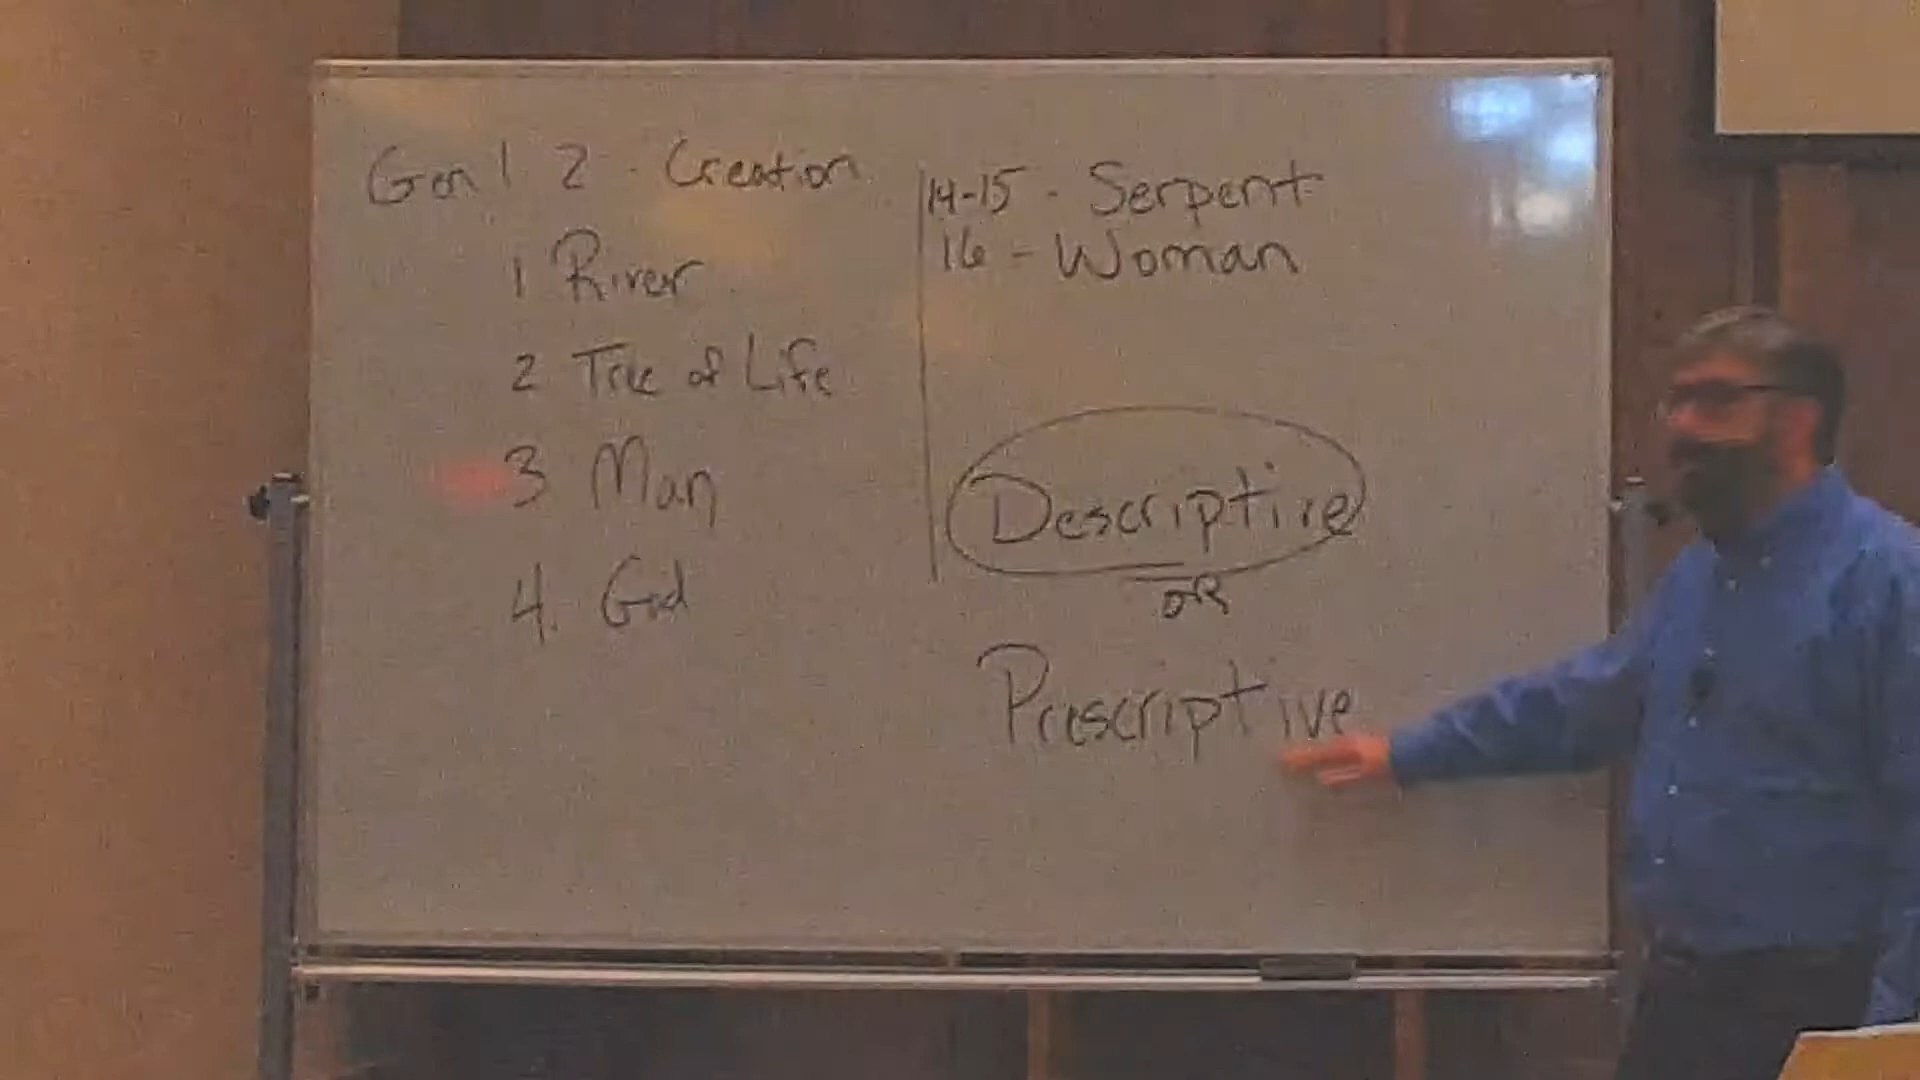 Gen 1 2 - Creation
1 River
2 Tree of Life
3 Man
4. God
14-15 - Serpent
16 - Woman
Descriptive
OR
Prescriptive